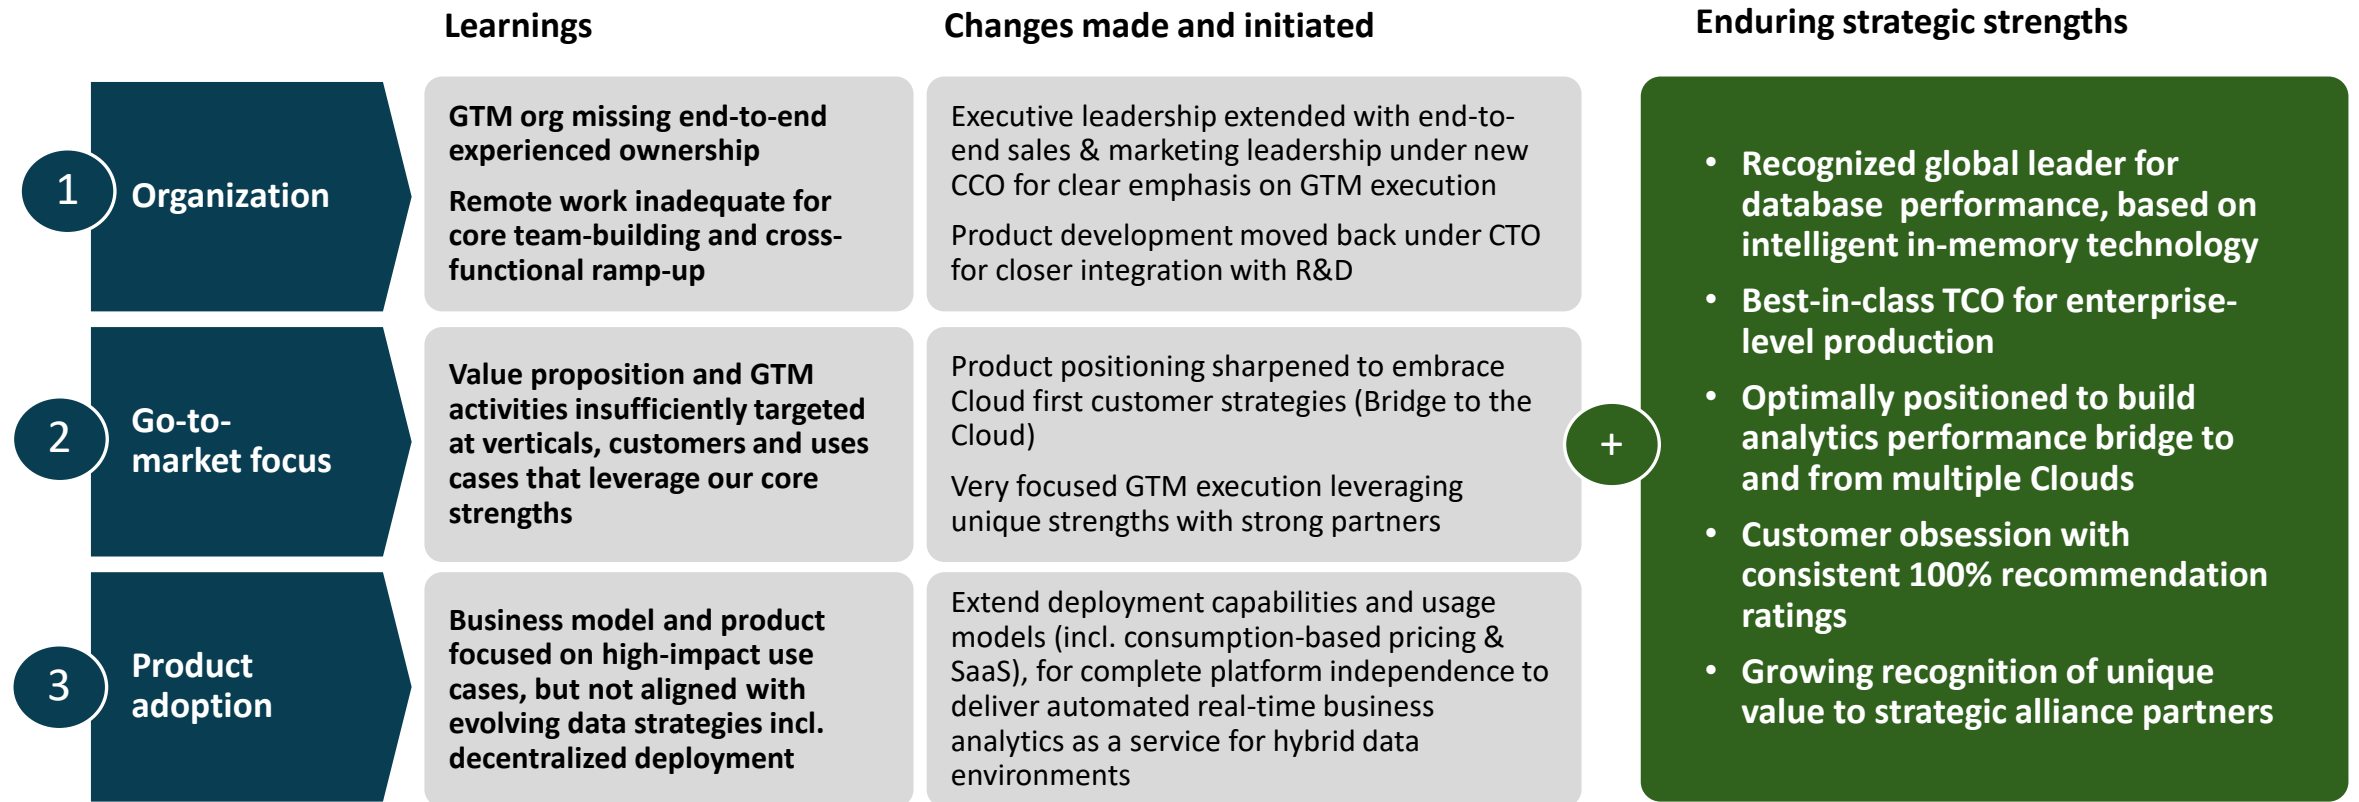 Learnings
Changes made and initiated
Enduring strategic strengths
1
Organization
GTM org missing end-to-end
experienced ownership
Remote work inadequate for
core team-building and cross-
functional ramp-up
Executive leadership extended with end-to-
end sales & marketing leadership under new
CCO for clear emphasis on GTM execution
Product development moved back under CTO
for closer integration with R&D
2
Go-to-
market focus
Value proposition and GTM
activities insufficiently targeted
at verticals, customers and uses
cases that leverage our core
strengths
Product positioning sharpened to embrace
Cloud first customer strategies (Bridge to the
Cloud)
Very focused GTM execution leveraging
unique strengths with strong partners
3
Product
adoption
Business model and product
focused on high-impact use
cases, but not aligned with
evolving data strategies incl.
decentralized deployment
Extend deployment capabilities and usage
models (incl. consumption-based pricing &
SaaS), for complete platform independence to
deliver automated real-time business
analytics as a service for hybrid data
environments
+
• Recognized global leader for
database  performance, based on
intelligent in-memory technology
• Best-in-class TCO for enterprise-
level production
• Optimally positioned to build
analytics performance bridge to
and from multiple Clouds
• Customer obsession with
consistent 100% recommendation
ratings
• Growing recognition of unique
value to strategic alliance partners